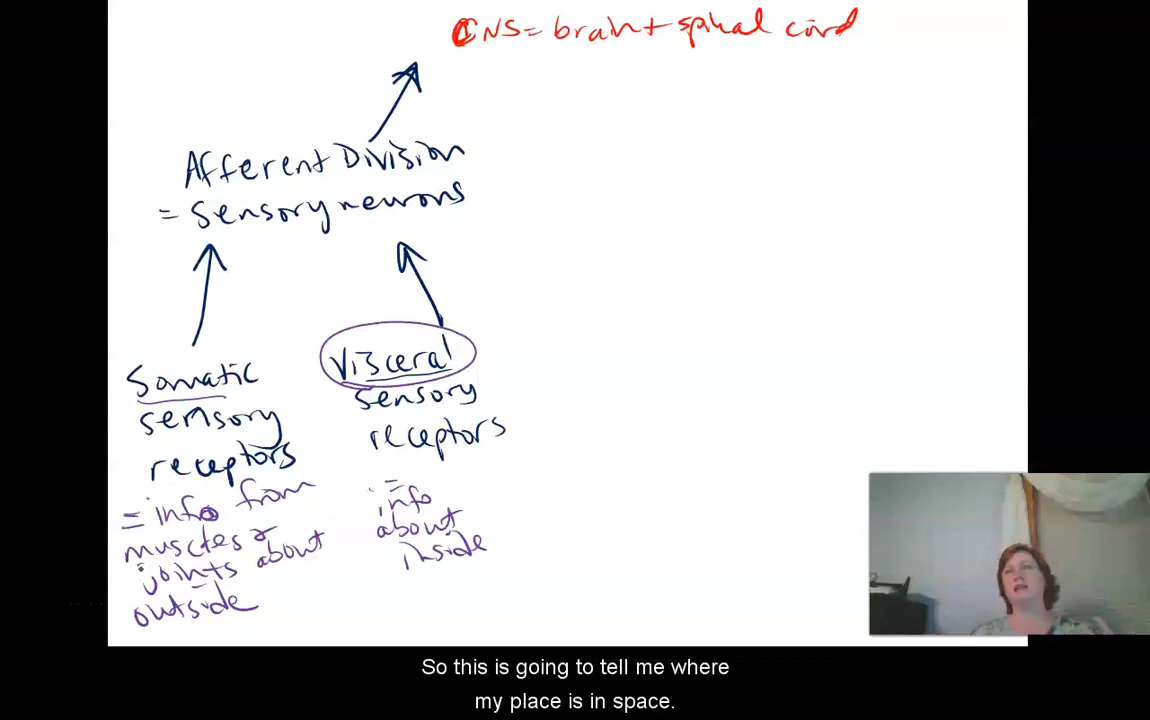 CNS = brain + spinal cord
Afferent Division
= sensory neurons
Somatic
sensory
receptors
= info from
muscles &
joints about
outside
Visceral
sensory
receptors
= info
about
inside
So this is going to tell me where
my place is in space.